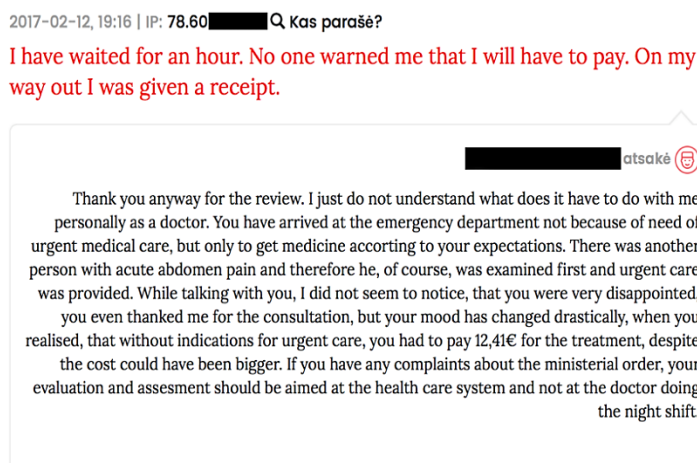 2017-02-12, 19:16 | IP: 78.60 Kas parašė?
I have waited for an hour. No one warned me that I will have to pay. On my
way out I was given a receipt.
atsakė
Thank you anyway for the review. I just do not understand what does it have to do with me
personally as a doctor. You have arrived at the emergency department not because of need of
urgent medical care, but only to get medicine accorting to your expectations. There was another
person with acute abdomen pain and therefore he, of course, was examined first and urgent care
was provided. While talking with you, I did not seem to notice, that you were very disappointed,
you even thanked me for the consultation, but your mood has changed drastically, when you
realised, that without indications for urgent care, you had to pay 12,41€ for the treatment, despite
the cost could have been bigger. If you have any complaints about the ministerial order, your
evaluation and assesment should be aimed at the health care system and not at the doctor doing
the night shift.